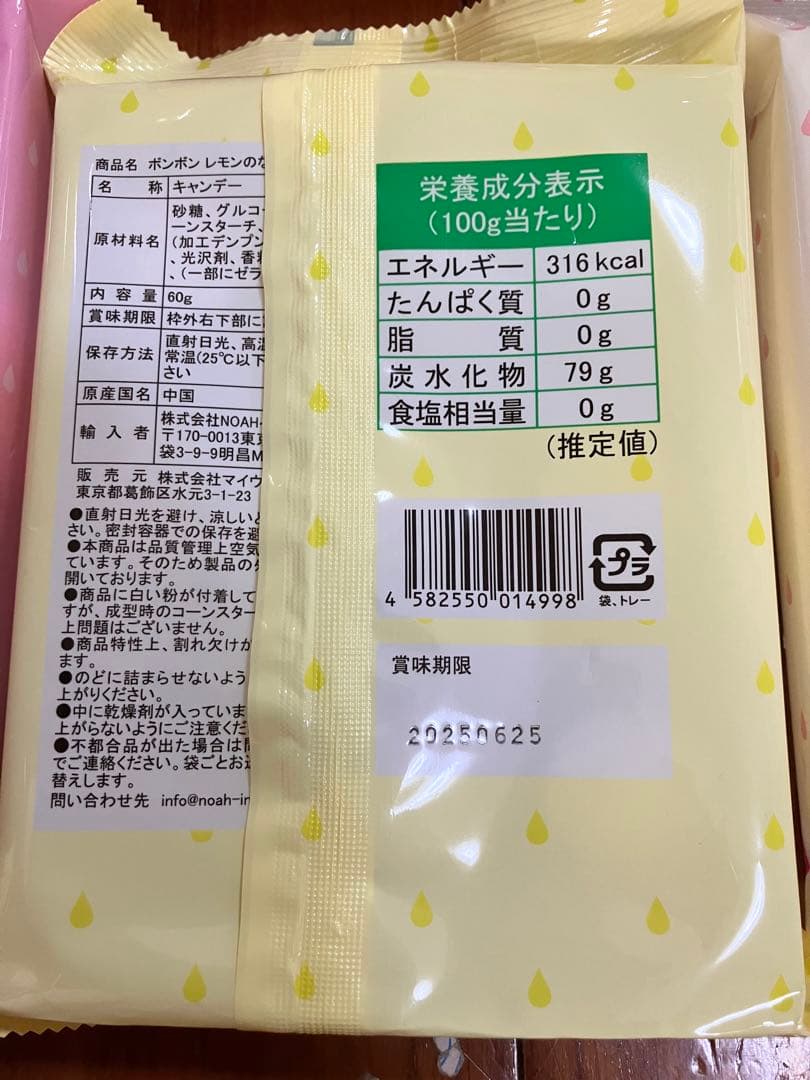 商品名 ボンボン レモンのな
名称 キャンデー
原材料名 砂糖、グルコ
ーンスターチ、
(加工デンプン
、光沢剤、香料
、(一部にゼラ
内容量 60g
賞味期限 枠外右下部に
保存方法 直射日光、高温
常温(25℃以下
さい
原産国名 中国
輸入者 株式会社NOAH
〒170-0013東京
袋3-9-9明昌M
販売元 株式会社マイウ
東京都葛飾区水元3-1-23
●直射日光を避け、涼しいと
さい。密封容器での保存を避
●本商品は品質管理上空気
ています。そのため製品の外
開いております。
●商品に白い粉が付着して
すが、成型時のコーンスター
上問題はございません。
●商品特性上、割れ欠けが
ます。
●のどに詰まらせないよう
上がりください。
●中に乾燥剤が入っていま
上がらないようにご注意くだ
●不都合品が出た場合は
でご連絡ください。袋ごとお送
替えします。
問い合わせ先 info@noah-in
栄養成分表示
(100g当たり)
エネルギー 316kcal
たんぱく質 0g
脂質 0g
炭水化物 79g
食塩相当量 0g
(推定値)
4 582550 014998
プラ
袋、トレー
賞味期限
20250625